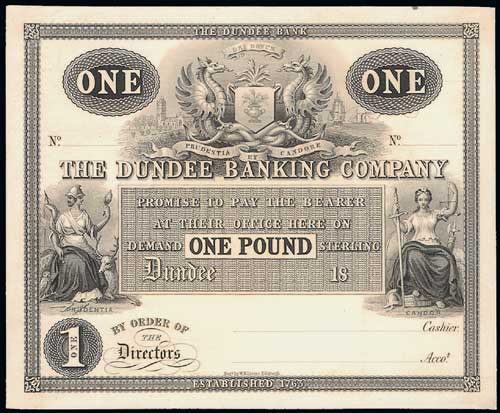 THE DUNDEE BANK
DEI DONUM
ONE
ONE
No.
No.
PRUDENTIA ET CANDORE
THE DUNDEE BANKING COMPANY
PROMISE TO PAY THE BEARER
AT THEIR OFFICE HERE ON
DEMAND ONE POUND STERLING
Dundee 18
PRUDENTIA
CANDOR
1
ONE
BY ORDER OF
THE
Directors
Cashier.
Acct.
ESTABLISHED 1763